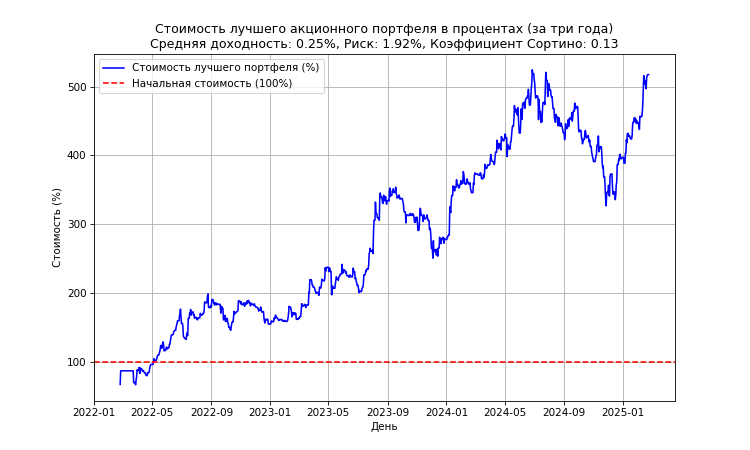 Стоимость лучшего акционного портфеля в процентах (за три года)
Средняя доходность: 0.25%, Риск: 1.92%, Коэффициент Сортино: 0.13
Стоимость лучшего портфеля (%)
Начальная стоимость (100%)
Стоимость (%)
500
400
300
200
100
2022-01 2022-05 2022-09 2023-01 2023-05 2023-09 2024-01 2024-05 2024-09 2025-01
День